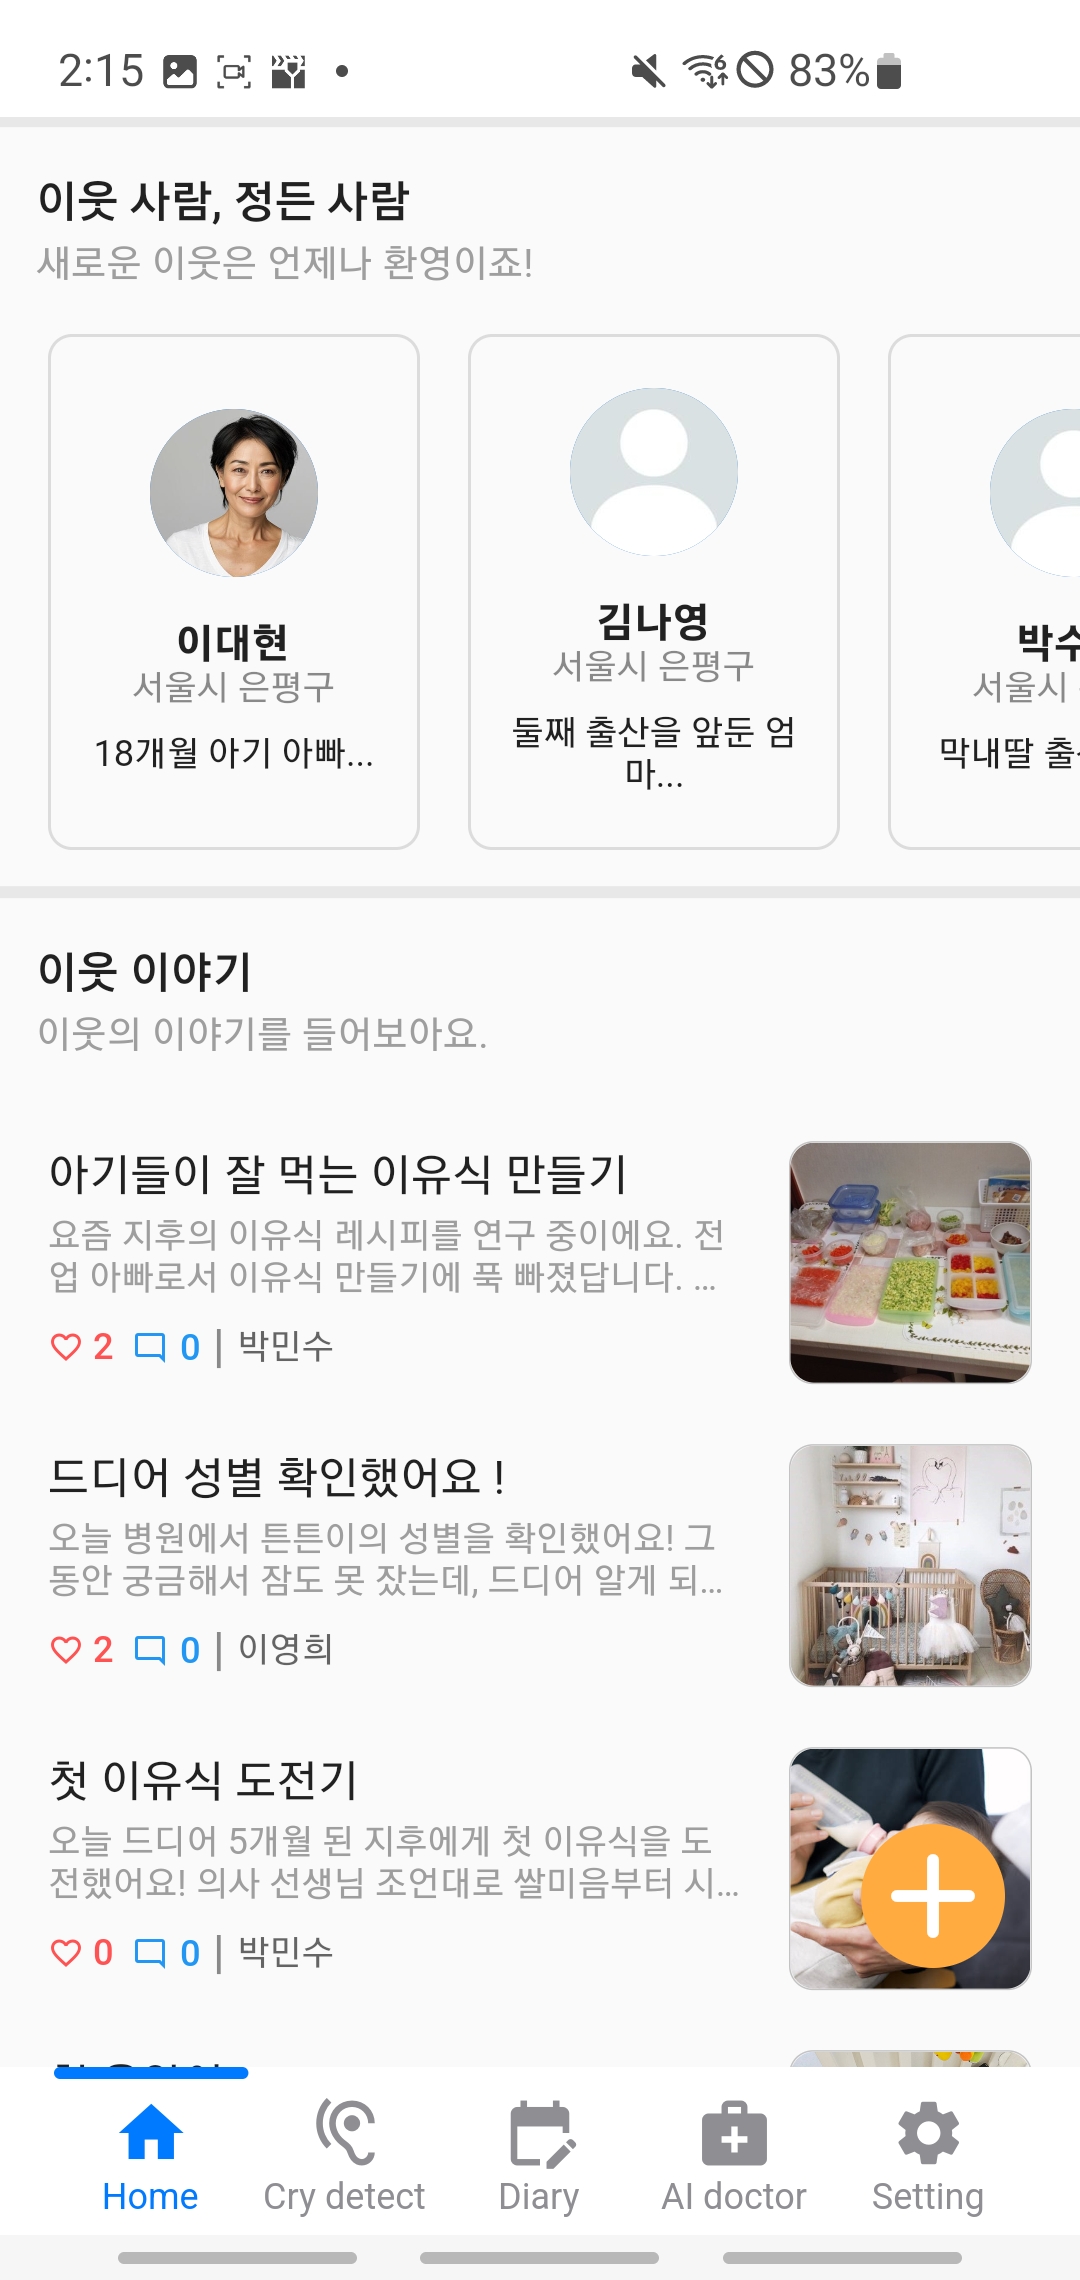 2:15
83%
이웃 사람, 정든 사람
새로운 이웃은 언제나 환영이죠!
이대현
서울시 은평구
18개월 아기 아빠...
김나영
서울시 은평구
둘째 출산을 앞둔 엄
마...
박수
서울시
막내딸 출
이웃 이야기
이웃의 이야기를 들어보아요.
아기들이 잘 먹는 이유식 만들기
요즘 지후의 이유식 레시피를 연구 중이에요. 전
업 아빠로서 이유식 만들기에 푹 빠졌답니다. ...
2 0 | 박민수
드디어 성별 확인했어요 !
오늘 병원에서 튼튼이의 성별을 확인했어요! 그
동안 궁금해서 잠도 못 잤는데, 드디어 알게 되...
2 0 | 이영희
첫 이유식 도전기
오늘 드디어 5개월 된 지후에게 첫 이유식을 도
전했어요! 의사 선생님 조언대로 쌀미음부터 시...
0 0 | 박민수
Home Cry detect Diary AI doctor Setting